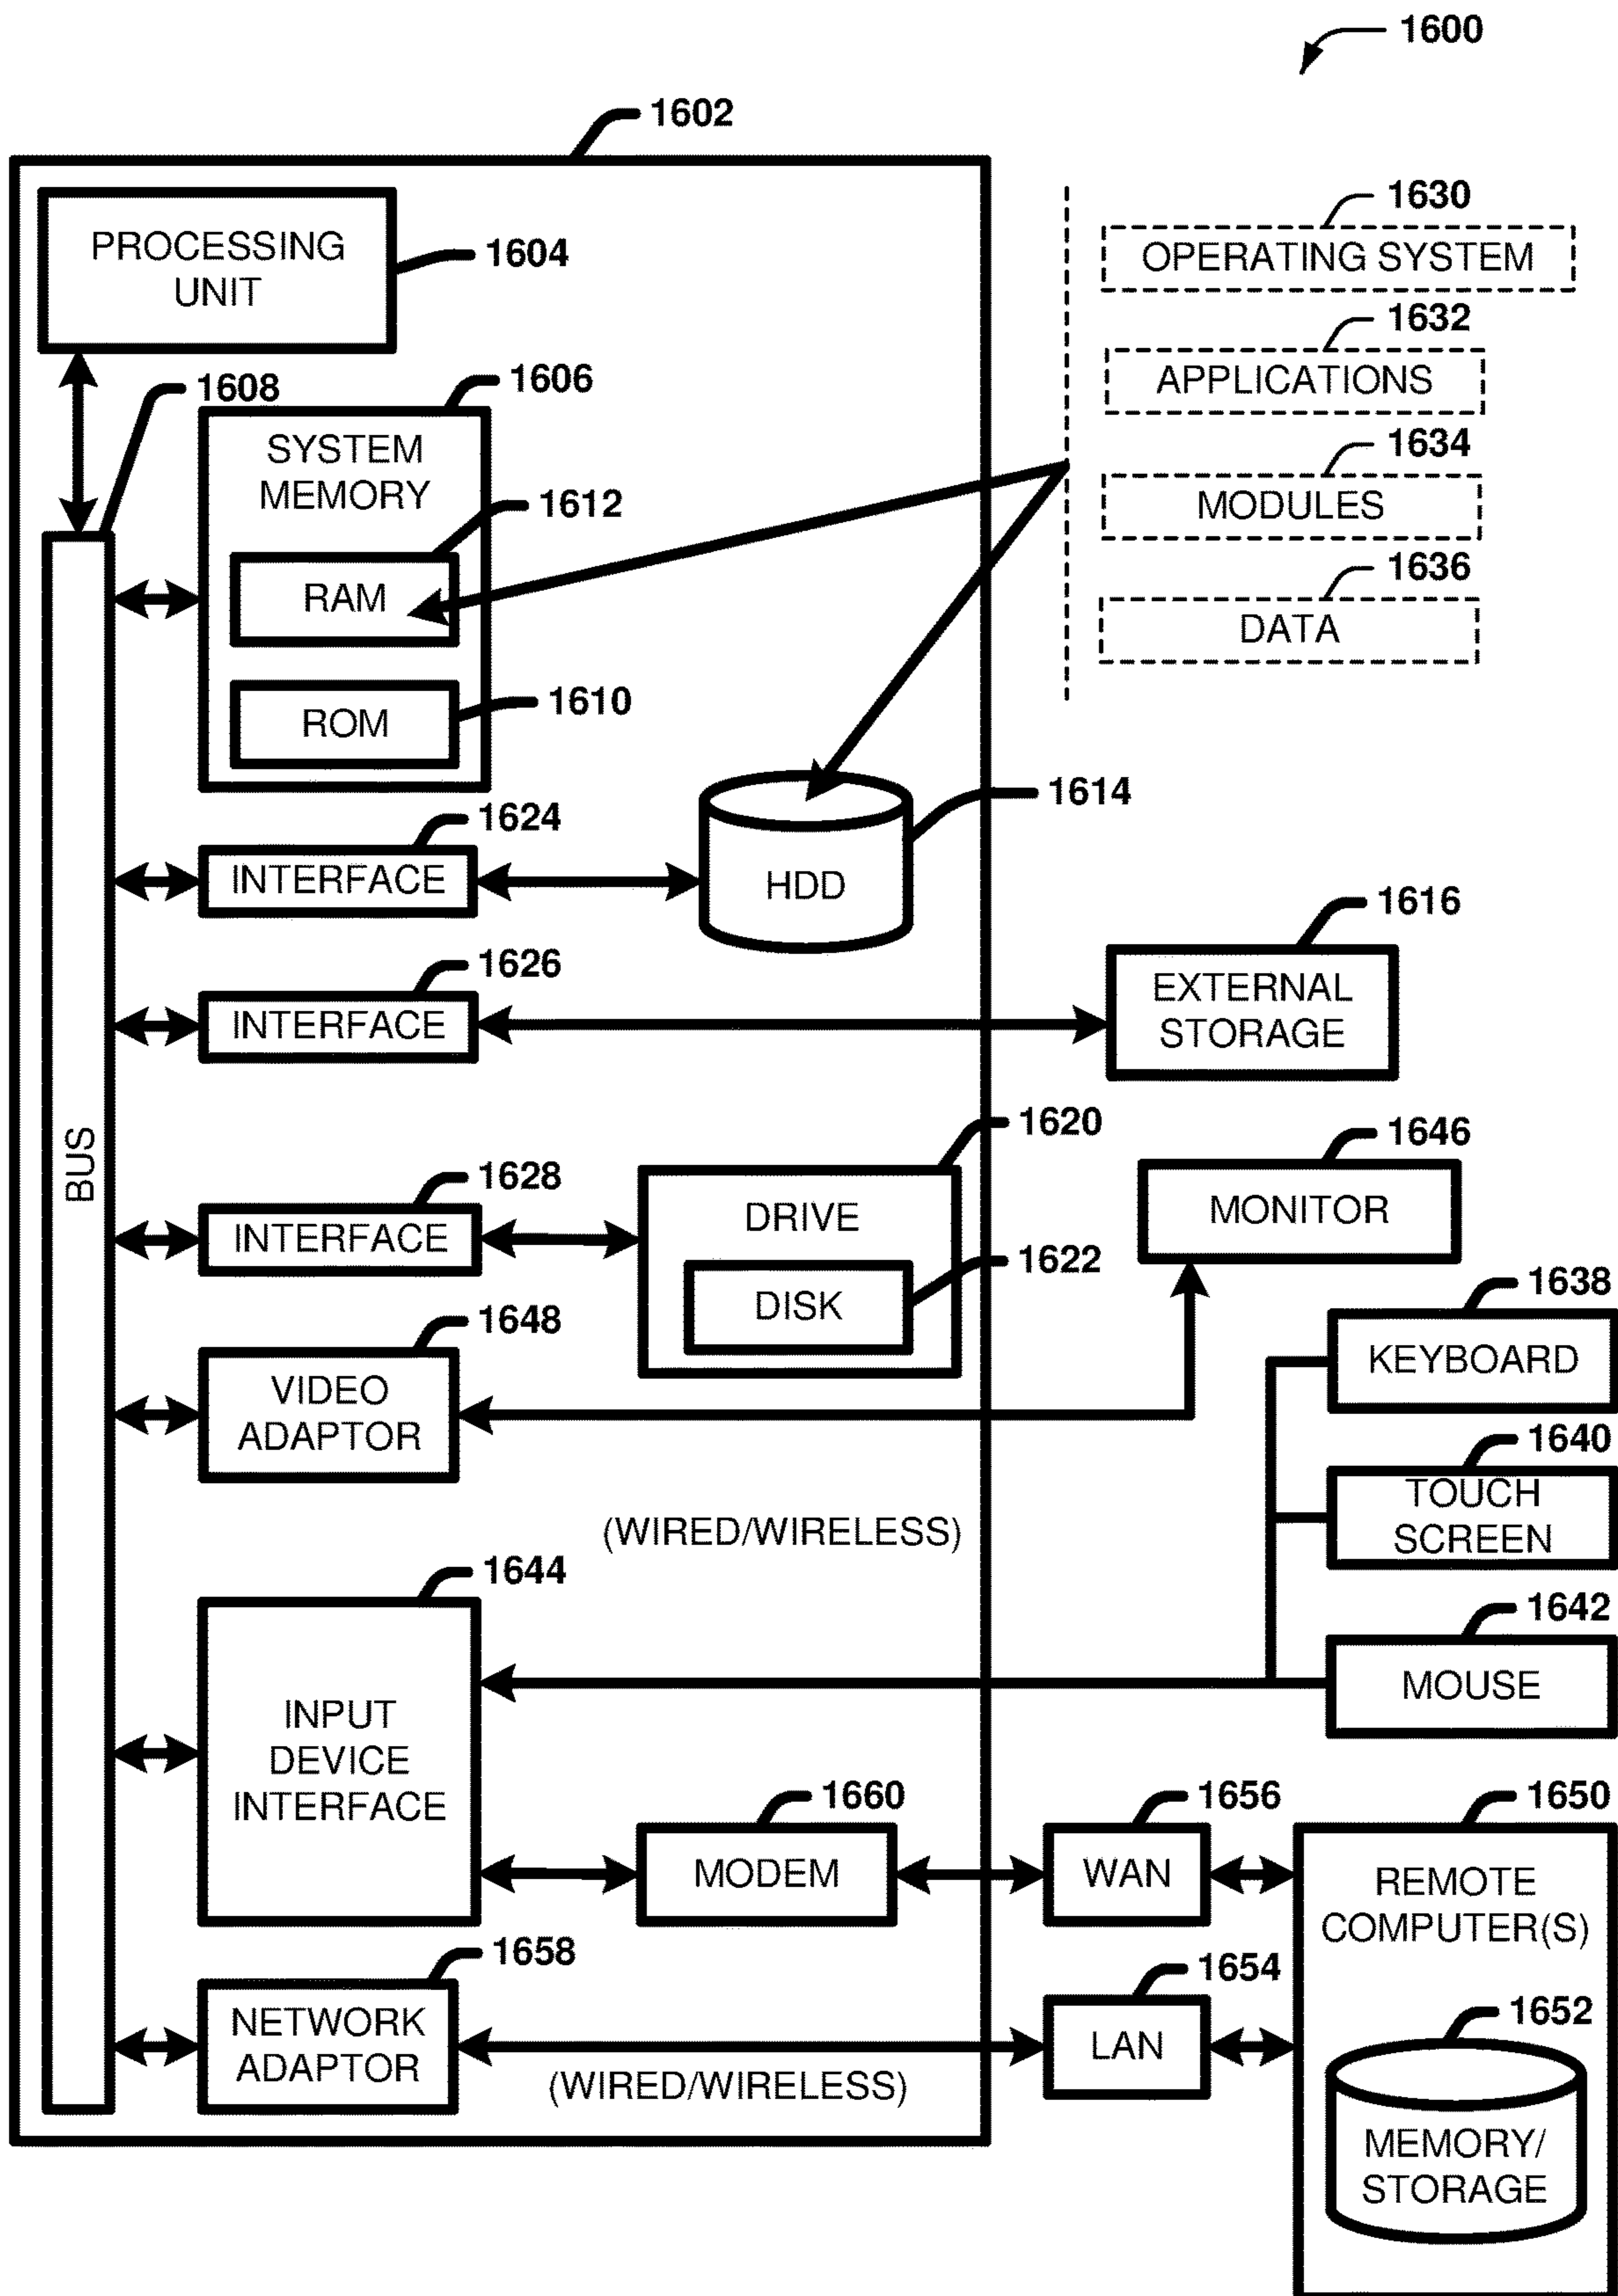 1600
1602
PROCESSING
UNIT
1604
1630
OPERATING SYSTEM
1632
APPLICATIONS
1634
MODULES
1636
DATA
1608
1606
SYSTEM
MEMORY
1612
RAM
1610
ROM
1624
INTERFACE
1614
HDD
1626
INTERFACE
1616
EXTERNAL
STORAGE
BUS
1628
INTERFACE
1620
DRIVE
1622
DISK
1646
MONITOR
1648
VIDEO
ADAPTOR
1638
KEYBOARD
1640
TOUCH
SCREEN
(WIRED/WIRELESS)
1644
INPUT
DEVICE
INTERFACE
1642
MOUSE
1660
MODEM
1656
WAN
1650
REMOTE
COMPUTER(S)
1658
NETWORK
ADAPTOR
(WIRED/WIRELESS)
1654
LAN
1652
MEMORY/
STORAGE